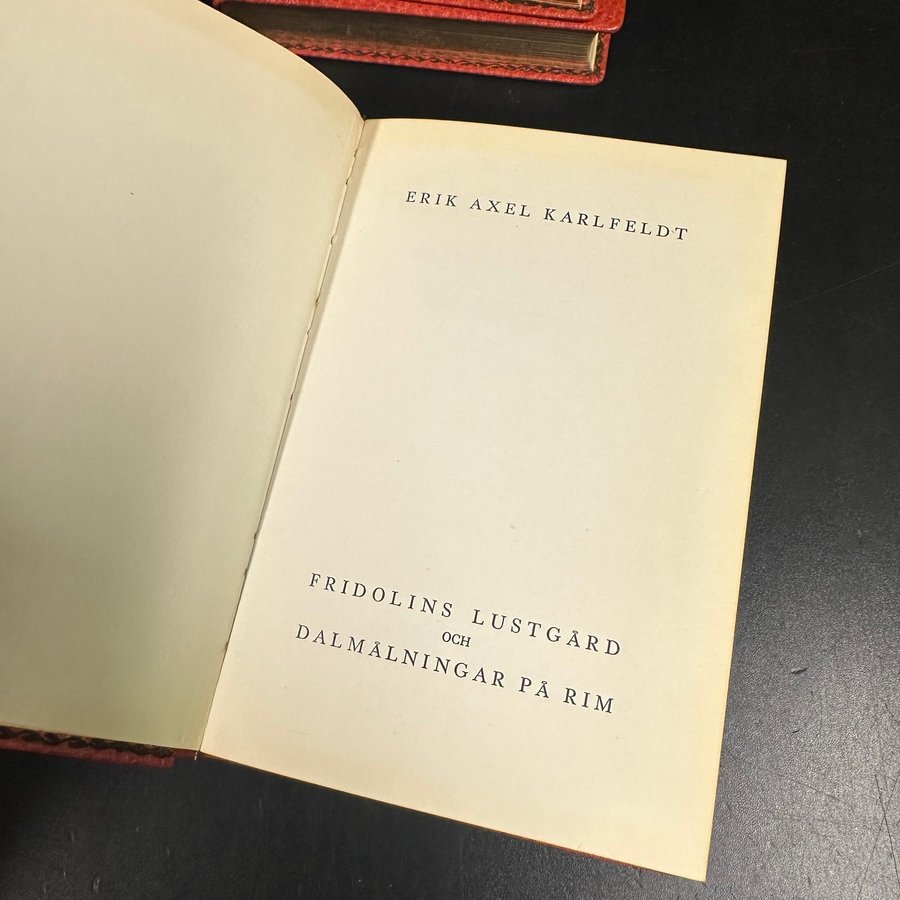 ERIK AXEL KARLFELDT
FRIDOLINS LUSTGÅRD
OCH
DALMÅLNINGAR PÅ RIM